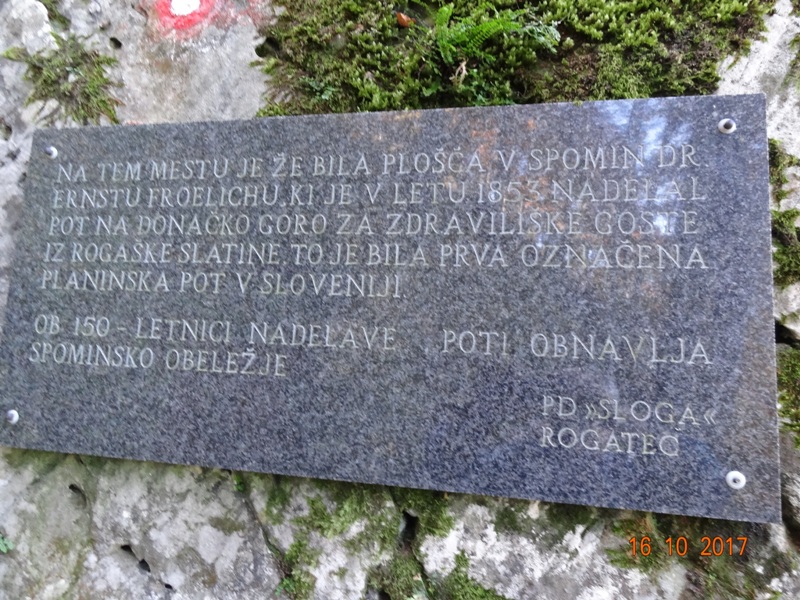 NA TEM MESTU JE ŽE BILA PLOŠČA V SPOMIN DR.
ERNSTU FROELICHU, KI JE V LETU 1853 NADELAL
POT NA DONAČKO GORO ZA ZDRAVILIŠKE GOSTE
IZ ROGAŠKE SLATINE, TO JE BILA PRVA OZNAČENA
PLANINSKA POT V SLOVENIJI.
OB 150 - LETNICI NADELAVE POTI OBNAVLJA
SPOMINSKO OBELEŽJE
PD »SLOGA«
ROGATEC
16 10 2017